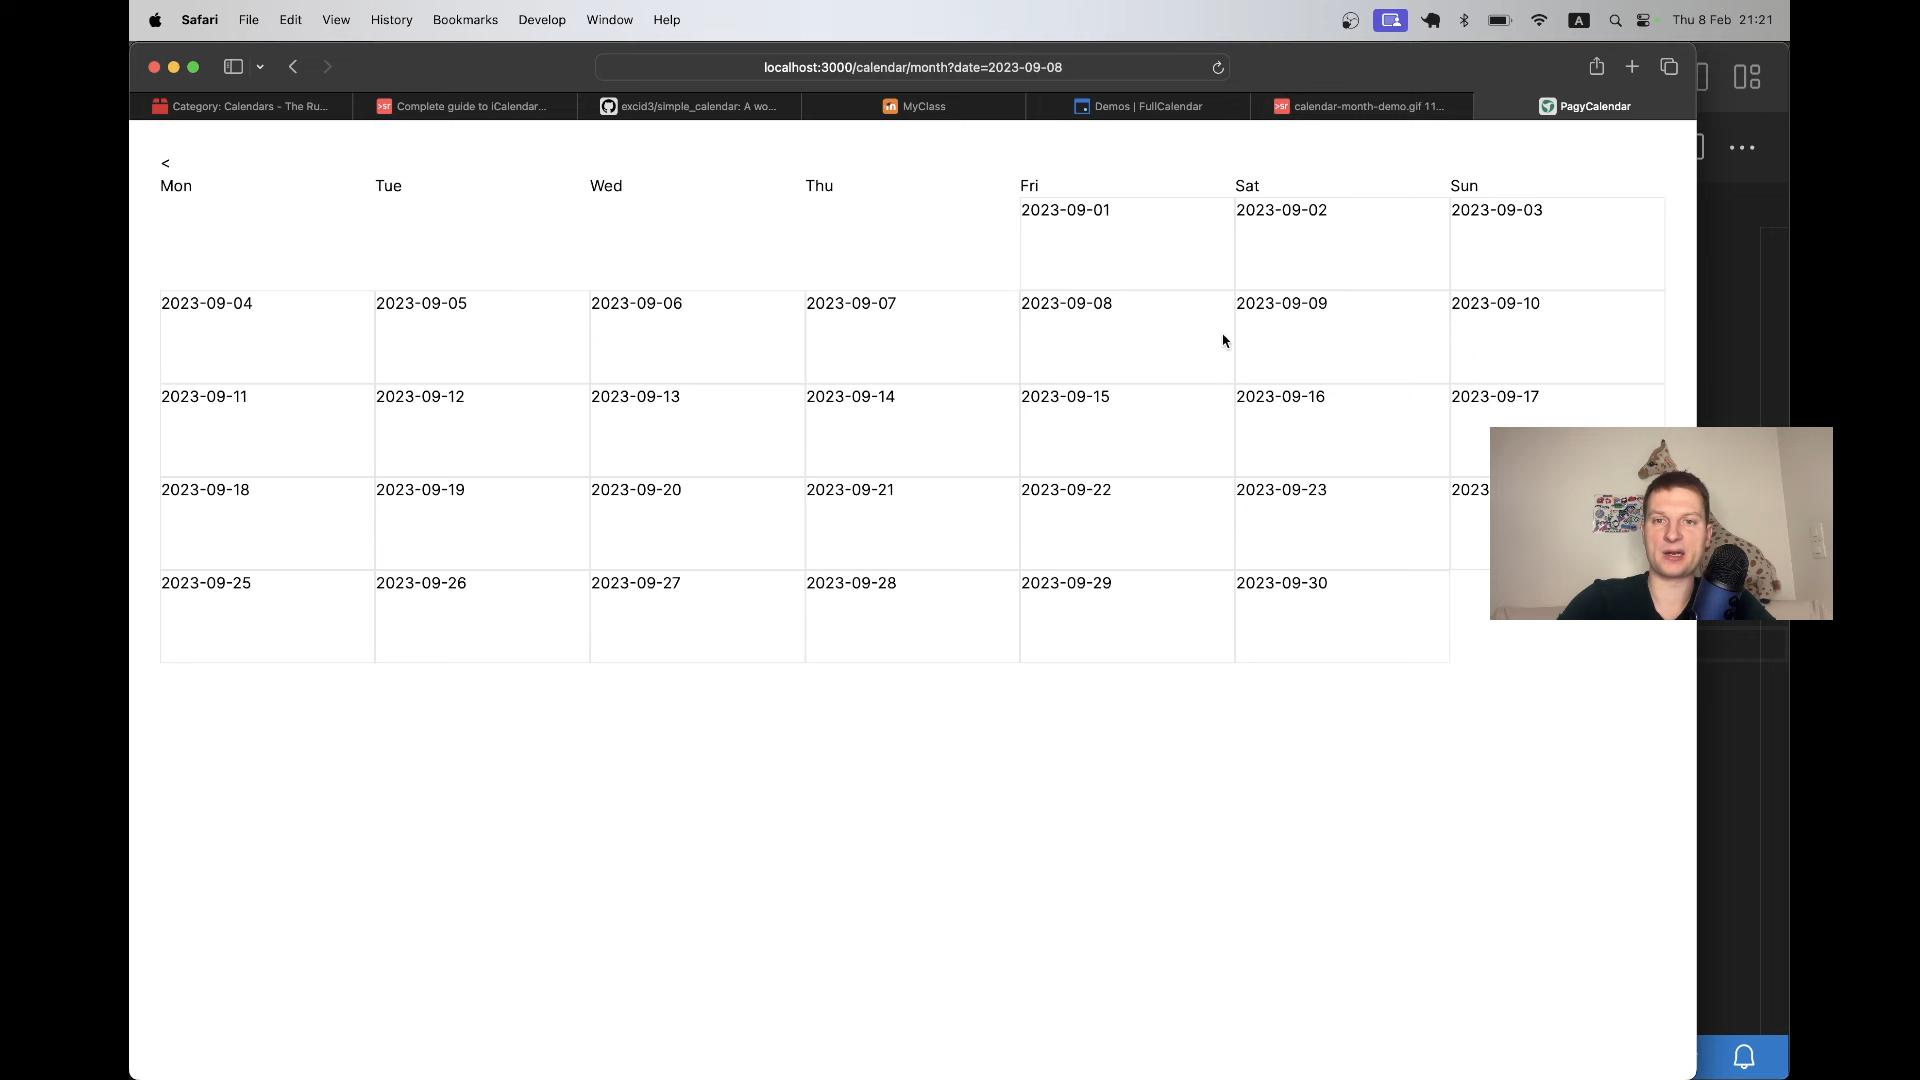 Safari File Edit View History Bookmarks Develop Window Help A Thu 8 Feb 21:21
localhost:3000/calendar/month?date=2023-09-08
Category: Calendars - The Ru... >sr Complete guide to iCalendar... excid3/simple_calendar: A wo... MyClass Demos | FullCalendar >sr calendar-month-demo.gif 11... PagyCalendar
<
Mon Tue Wed Thu Fri Sat Sun
2023-09-01 2023-09-02 2023-09-03
2023-09-04 2023-09-05 2023-09-06 2023-09-07 2023-09-08 2023-09-09 2023-09-10
2023-09-11 2023-09-12 2023-09-13 2023-09-14 2023-09-15 2023-09-16 2023-09-17
2023-09-18 2023-09-19 2023-09-20 2023-09-21 2023-09-22 2023-09-23 2023
2023-09-25 2023-09-26 2023-09-27 2023-09-28 2023-09-29 2023-09-30